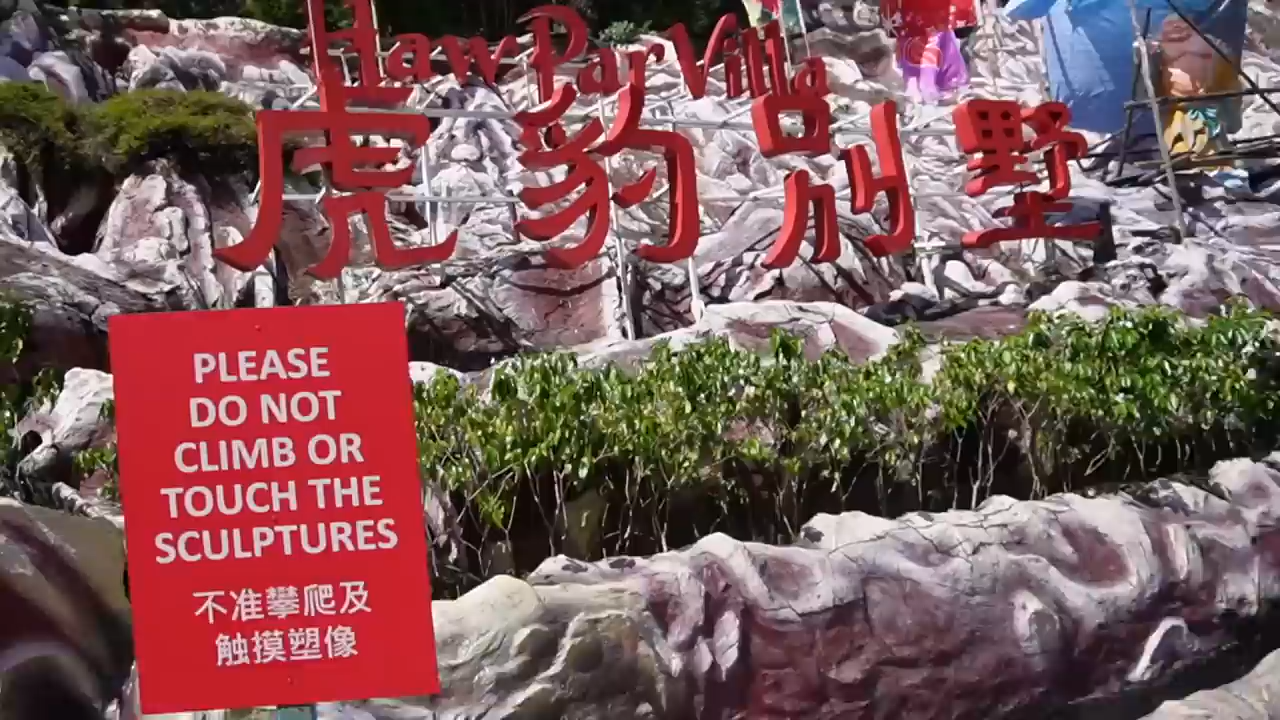 Haw Par Villa
虎豹别墅
PLEASE
DO NOT
CLIMB OR
TOUCH THE
SCULPTURES
不准攀爬及
触摸塑像